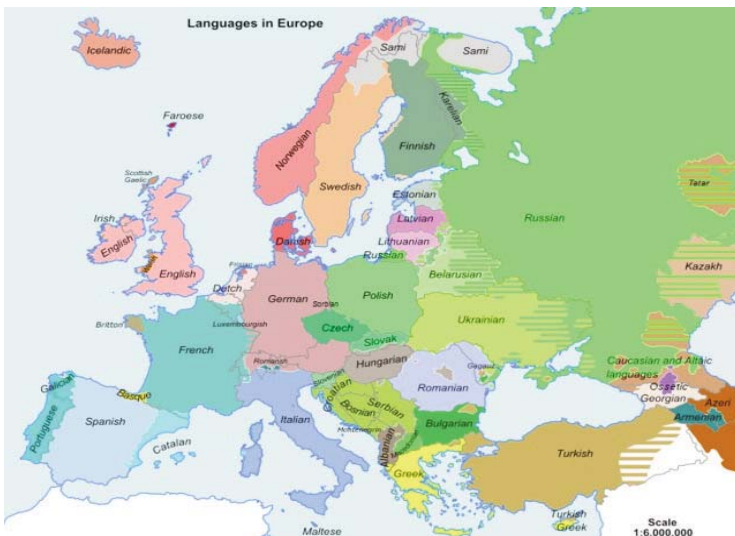 Languages in Europe
Icelandic
Sami
Sami
Faroese
Norwegian
Karelian
Finnish
Swedish
Scottish
Gaelic
Estonian
Tatar
Russian
Latvian
Irish
English
Danish
Lithuanian
Russian
Kazakh
English
Belarusian
Detch
German
Sorbian
Polish
Ukrainian
Luxembourgish
Czech
Britton
Slovak
French
Hungarian
Romansh
Gagauz
Caucasian and Altaic
languages
Slovenian
Romanian
Galician
Croatian
Ossetic
Basque
Georgian
Azeri
Serbian
Bosnian
Portuguese
Spanish
Italian
Bulgarian
Armenian
Montenegrin
Catalan
Albanian
Macedonian
Turkish
Greek
Turkish
Greek
Maltese
Scale
1:6.000.000